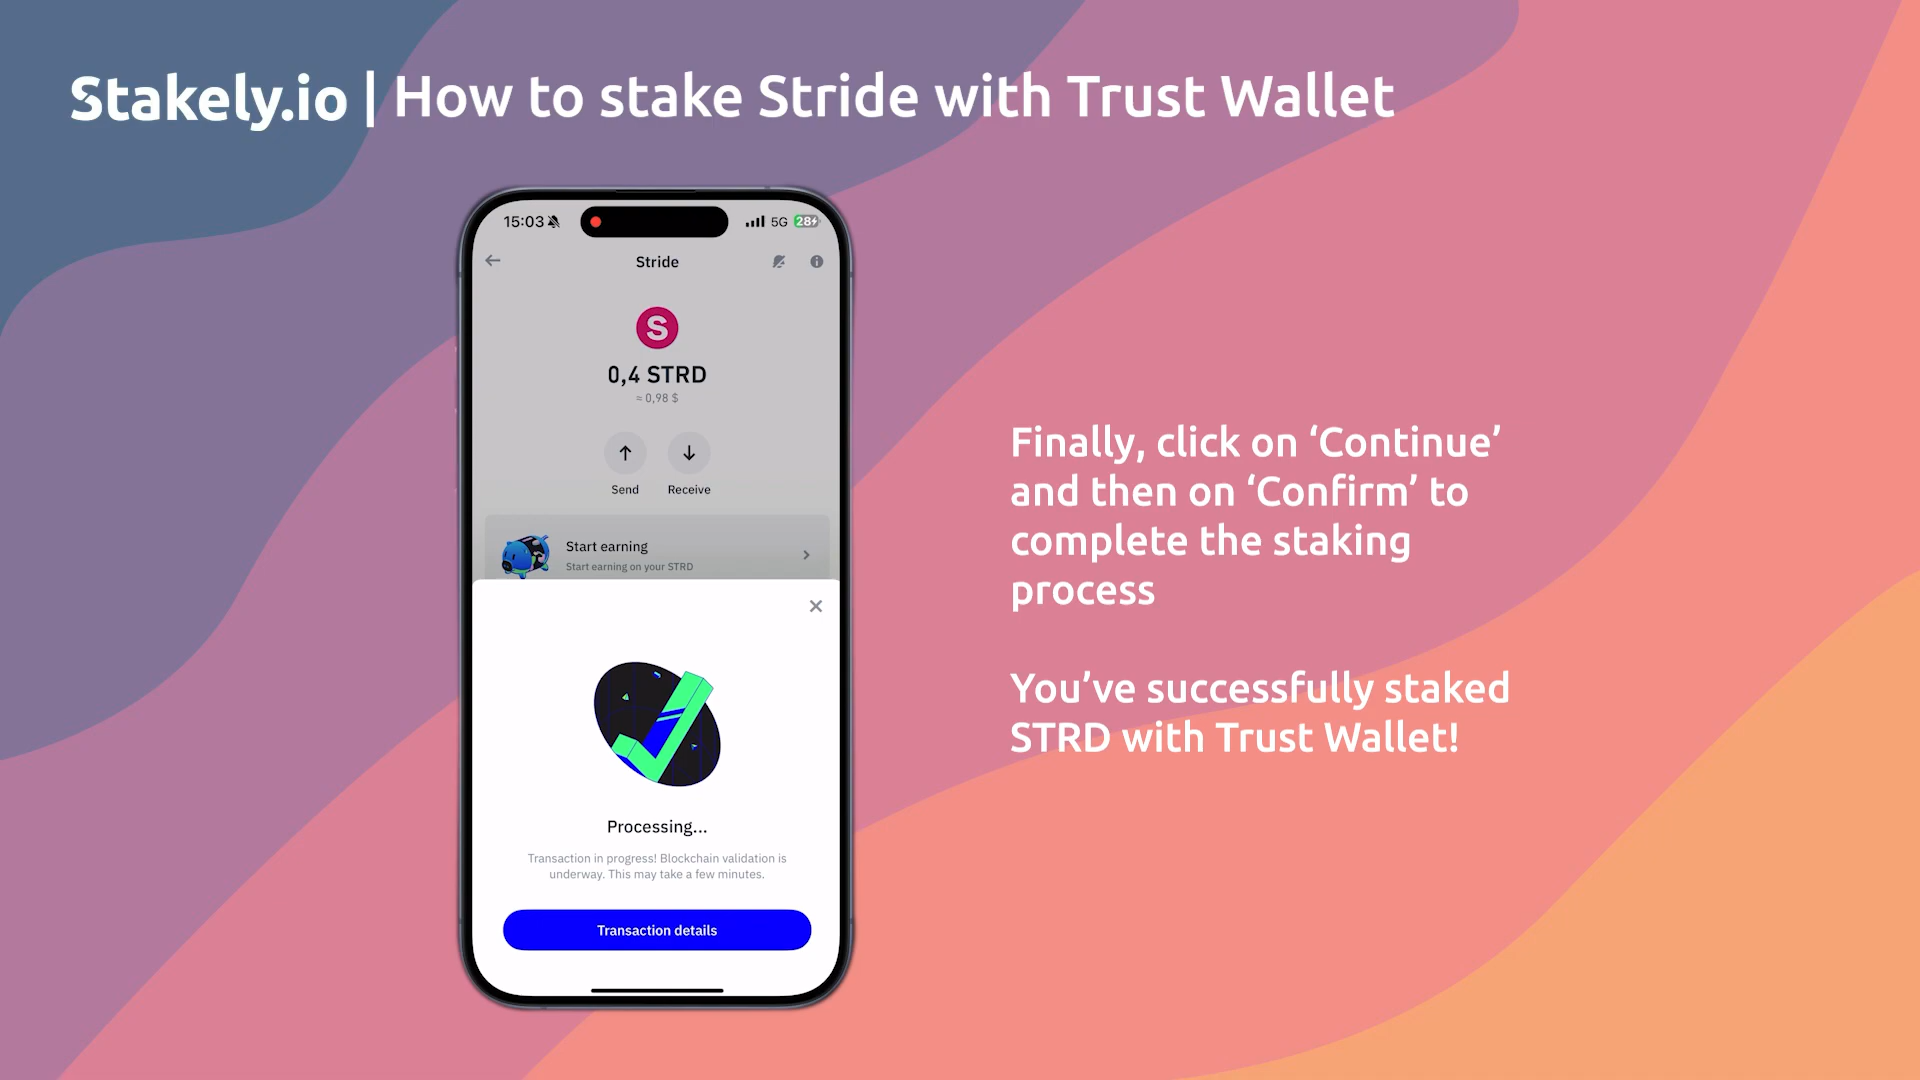 Stakely.io | How to stake Stride with Trust Wallet
15:03
5G 28
Stride
S
0,4 STRD
≈ 0,98 $
Send Receive
Start earning
Start earning on your STRD
Processing...
Transaction in progress! Blockchain validation is
underway. This may take a few minutes.
Transaction details
Finally, click on ‘Continue’
and then on ‘Confirm’ to
complete the staking
process
You’ve successfully staked
STRD with Trust Wallet!